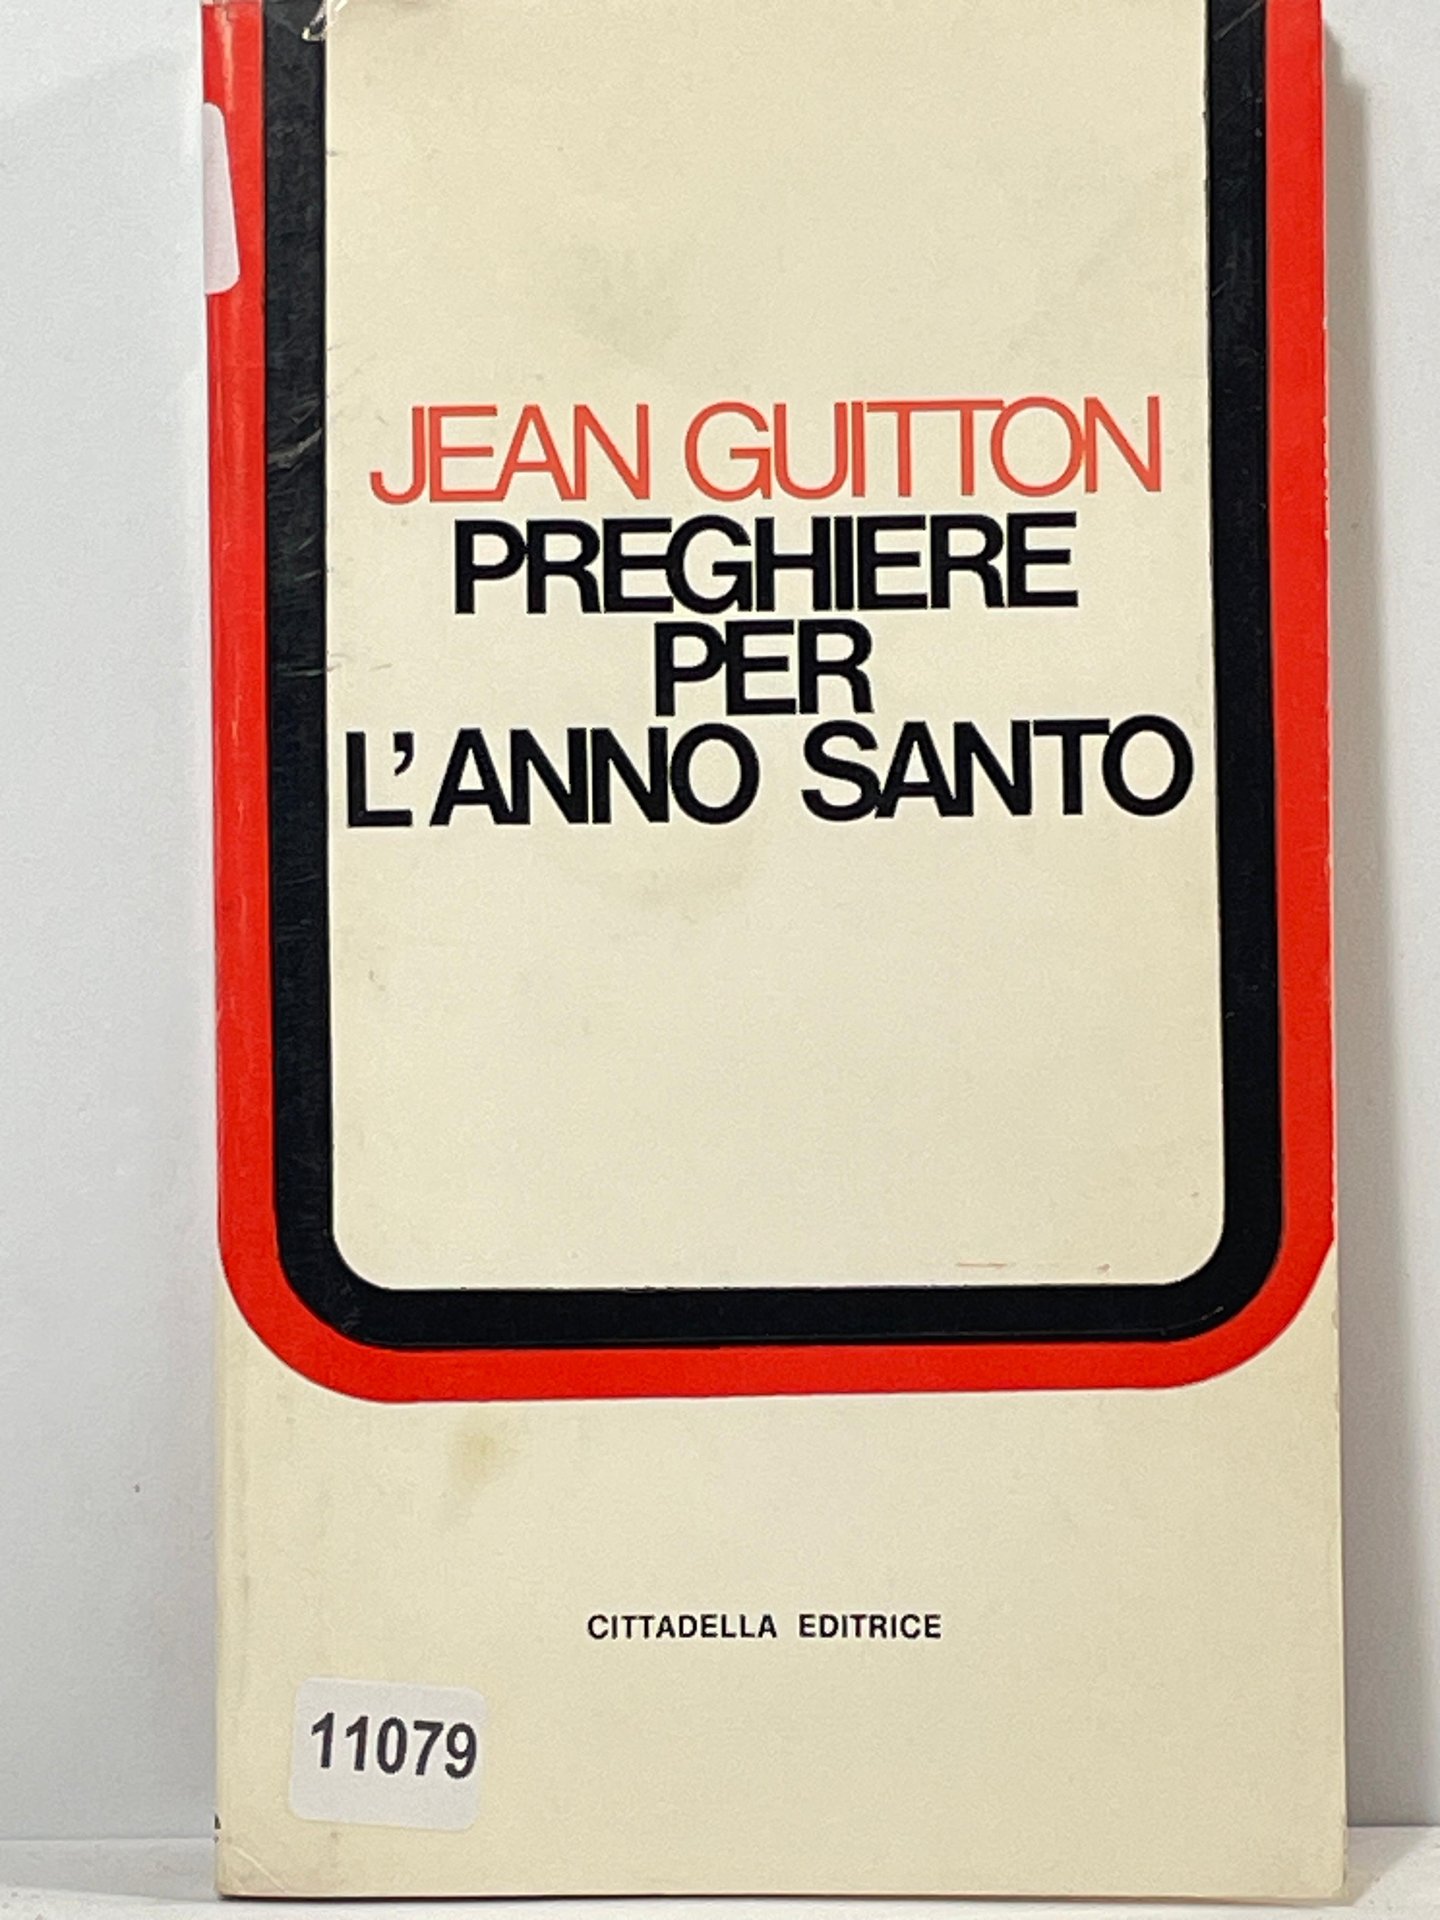 JEAN GUITTON
PREGHIERE
PER
L'ANNO SANTO
CITTADELLA EDITRICE
11079